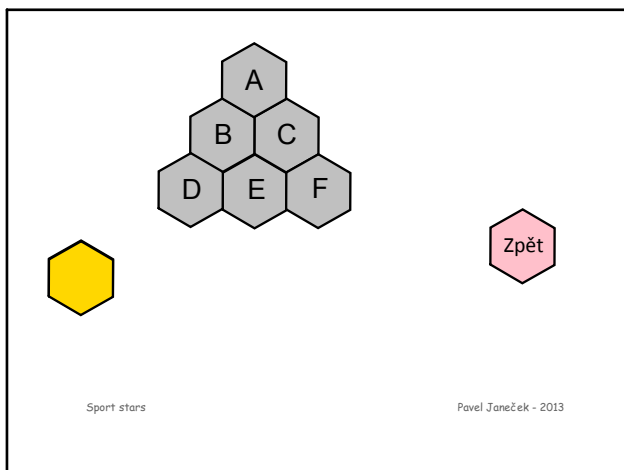 A
B C
D E F
Zpět
Sport stars
Pavel Janeček - 2013